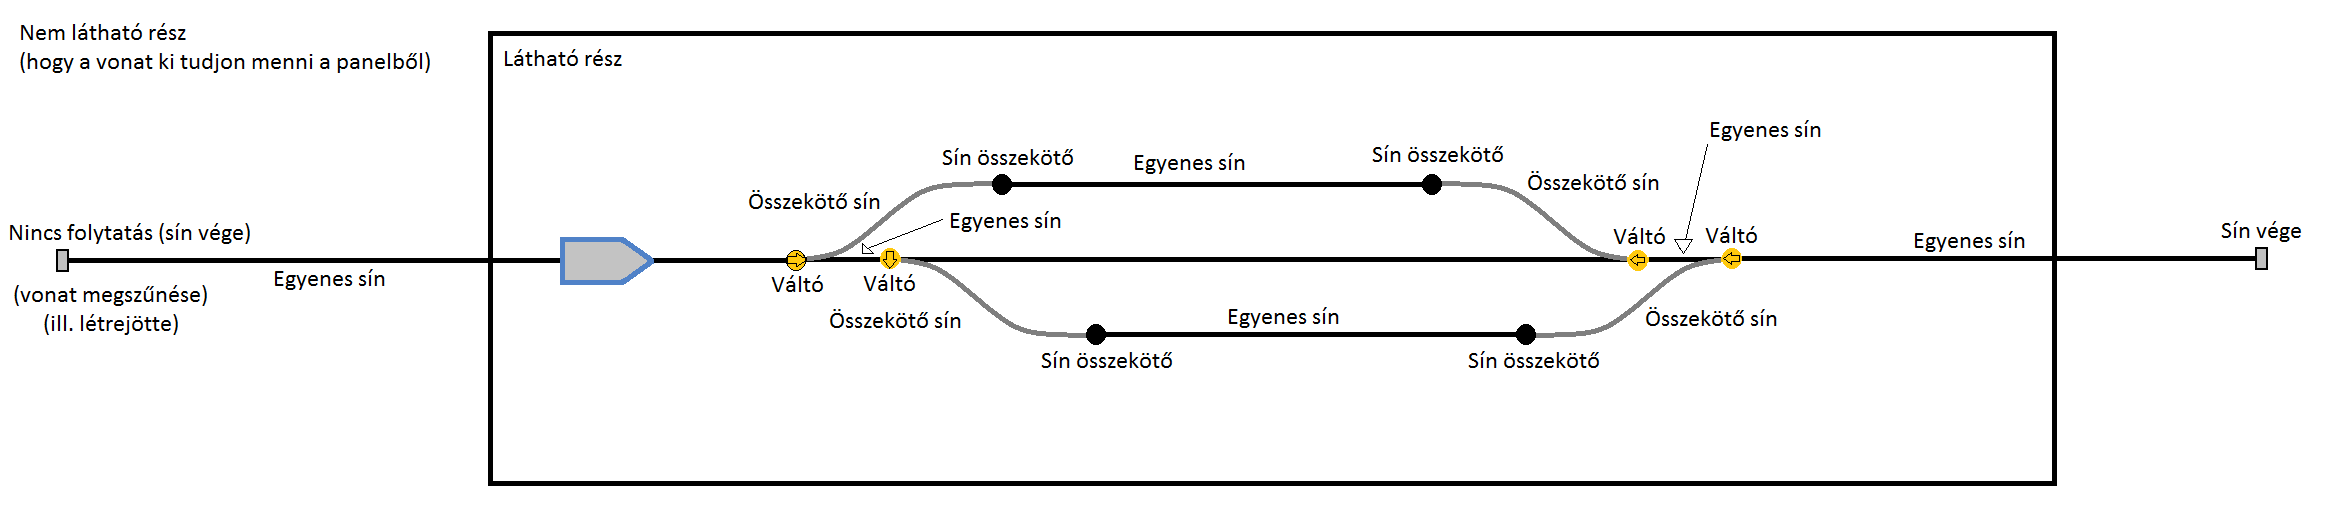 Nem látható rész
(hogy a vonat ki tudjon menni a panelből)
Látható rész
Egyenes sín
Sín összekötő
Egyenes sín
Sín összekötő
Összekötő sín
Összekötő sín
Egyenes sín
Nincs folytatás (sín vége)
Váltó
Váltó
Egyenes sín
Sín vége
Egyenes sín
Váltó
Váltó
(vonat megszűnése)
(ill. létrejötte)
Összekötő sín
Egyenes sín
Összekötő sín
Sín összekötő
Sín összekötő